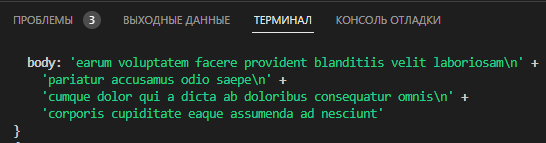 ПРОБЛЕМЫ 3 ВЫХОДНЫЕ ДАННЫЕ ТЕРМИНАЛ КОНСОЛЬ ОТЛАДКИ
body: 'earum voluptatem facere provident blanditiis velit laboriosam\n' +
'pariatur accusamus odio saepe\n' +
'cumque dolor qui a dicta ab doloribus consequatur omnis\n' +
'corporis cupiditate eaque assumenda ad nesciunt'
}